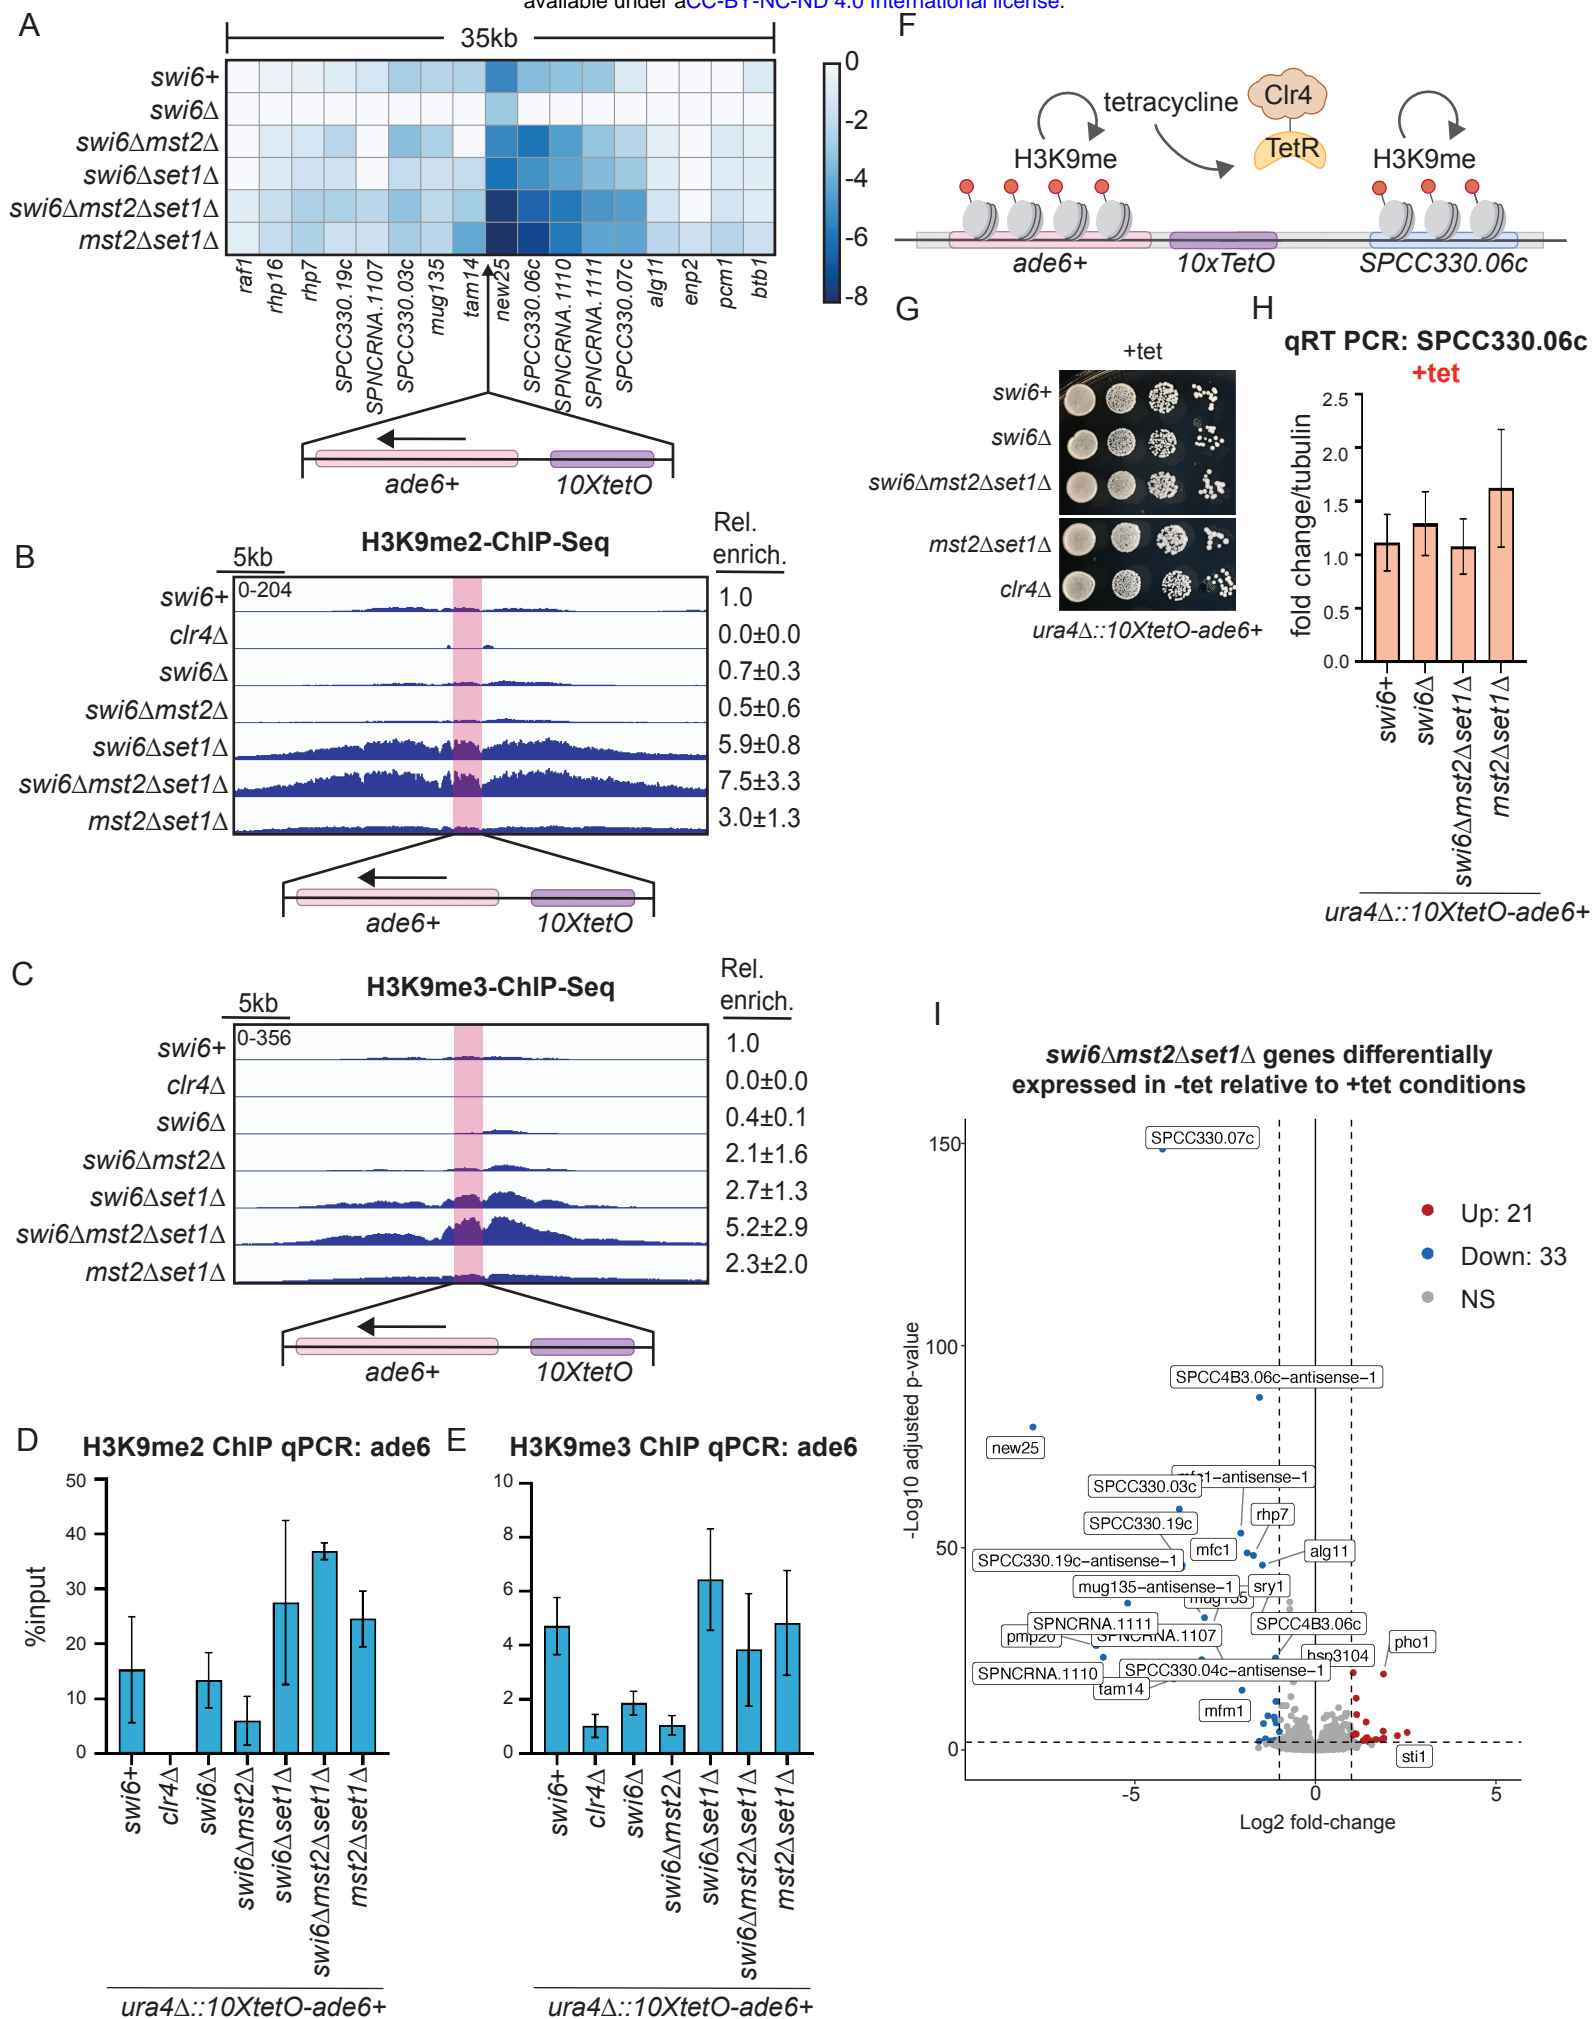 available under aCC-BY-NC-ND 4.0 International license.
A
35kb
swi6+
swi6Δ
swi6Δmst2Δ
swi6Δset1Δ
swi6Δmst2Δset1Δ
mst2Δset1Δ
0
-2
-4
-6
-8
raf1
rhp16
rhp7
SPCC330.19c
SPNCRNA.1107
SPCC330.03c
mug135
tam14
new25
SPCC330.06c
SPNCRNA.1110
SPNCRNA.1111
SPCC330.07c
alg11
enp2
pcm1
btb1
ade6+ 10XtetO
B
5kb
H3K9me2-ChIP-Seq
Rel.
enrich.
0-204
swi6+ 1.0
clr4Δ 0.0±0.0
swi6Δ 0.7±0.3
swi6Δmst2Δ 0.5±0.6
swi6Δset1Δ 5.9±0.8
swi6Δmst2Δset1Δ 7.5±3.3
mst2Δset1Δ 3.0±1.3
ade6+ 10XtetO
C
5kb
H3K9me3-ChIP-Seq
Rel.
enrich.
0-356
swi6+ 1.0
clr4Δ 0.0±0.0
swi6Δ 0.4±0.1
swi6Δmst2Δ 2.1±1.6
swi6Δset1Δ 2.7±1.3
swi6Δmst2Δset1Δ 5.2±2.9
mst2Δset1Δ 2.3±2.0
ade6+ 10XtetO
D
H3K9me2 ChIP qPCR: ade6
%input
50
40
30
20
10
0
swi6+
clr4Δ
swi6Δ
swi6Δmst2Δ
swi6Δset1Δ
swi6Δmst2Δset1Δ
mst2Δset1Δ
ura4Δ::10XtetO-ade6+
E
H3K9me3 ChIP qPCR: ade6
10
8
6
4
2
0
swi6+
clr4Δ
swi6Δ
swi6Δmst2Δ
swi6Δset1Δ
swi6Δmst2Δset1Δ
mst2Δset1Δ
ura4Δ::10XtetO-ade6+
F
tetracycline
Clr4
TetR
H3K9me
H3K9me
ade6+ 10xTetO SPCC330.06c
G
+tet
swi6+
swi6Δ
swi6Δmst2Δset1Δ
mst2Δset1Δ
clr4Δ
ura4Δ::10XtetO-ade6+
H
qRT PCR: SPCC330.06c
+tet
fold change/tubulin
2.5
2.0
1.5
1.0
0.5
0.0
swi6+
swi6Δ
swi6Δmst2Δset1Δ
mst2Δset1Δ
ura4Δ::10XtetO-ade6+
I
swi6Δmst2Δset1Δ genes differentially
expressed in -tet relative to +tet conditions
-Log10 adjusted p-value
150
100
50
0
-5
0
5
Log2 fold-change
Up: 21
Down: 33
NS
SPCC330.07c
SPCC4B3.06c-antisense-1
new25
mfc1-antisense-1
SPCC330.03c
rhp7
SPCC330.19c
mfc1
alg11
SPCC330.19c-antisense-1
mug135-antisense-1
sry1
mug135
SPNCRNA.1111
SPCC4B3.06c
pmp20
SPNCRNA.1107
pho1
hsp3104
SPNCRNA.1110
SPCC330.04c-antisense-1
tam14
mfm1
sti1